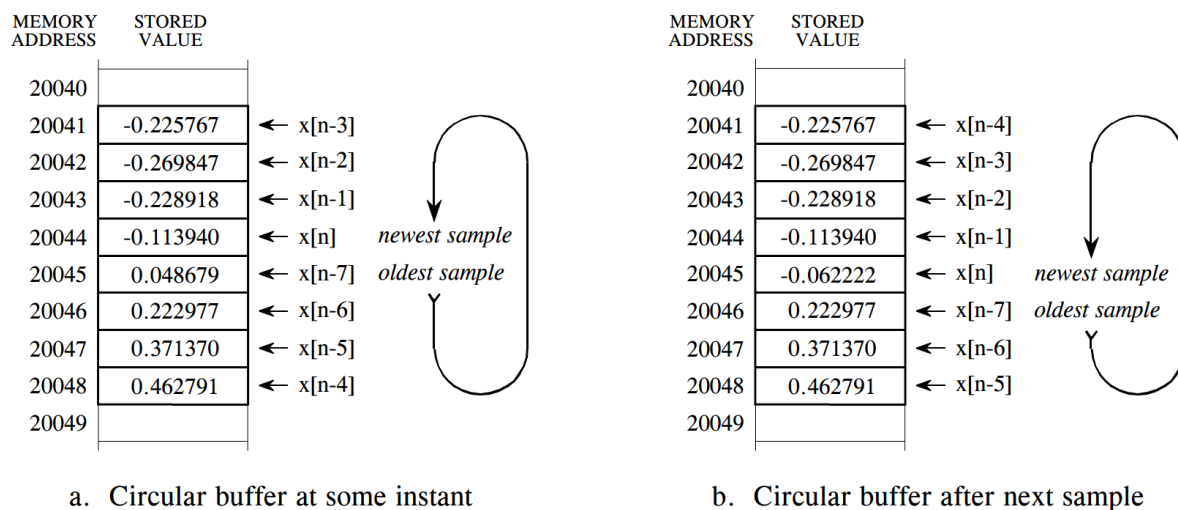 MEMORY ADDRESS STORED VALUE
20040
20041 -0.225767 x[n-3]
20042 -0.269847 x[n-2]
20043 -0.228918 x[n-1]
20044 -0.113940 x[n] newest sample
20045 0.048679 x[n-7] oldest sample
20046 0.222977 x[n-6]
20047 0.371370 x[n-5]
20048 0.462791 x[n-4]
20049
a. Circular buffer at some instant
MEMORY ADDRESS STORED VALUE
20040
20041 -0.225767 x[n-4]
20042 -0.269847 x[n-3]
20043 -0.228918 x[n-2]
20044 -0.113940 x[n-1]
20045 -0.062222 x[n] newest sample
20046 0.222977 x[n-7] oldest sample
20047 0.371370 x[n-6]
20048 0.462791 x[n-5]
20049
b. Circular buffer after next sample